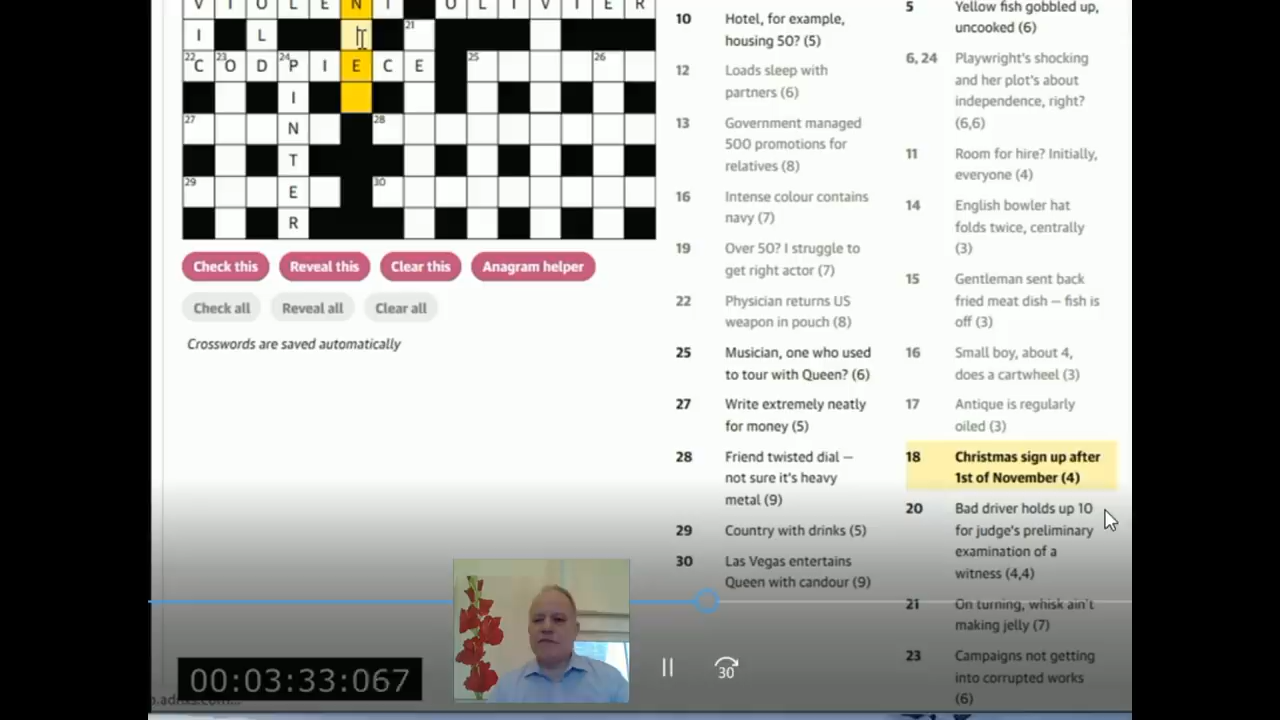 V I O L E N T O L I V I E R
I L 21
22 C 23 O D 24 P I E C E 25 26
I
27 N 28
T
29 E 30
R
Check this Reveal this Clear this Anagram helper
Check all Reveal all Clear all
Crosswords are saved automatically
00:03:33:067
30
10 Hotel, for example,
housing 50? (5)
12 Loads sleep with
partners (6)
13 Government managed
500 promotions for
relatives (8)
16 Intense colour contains
navy (7)
19 Over 50? I struggle to
get right actor (7)
22 Physician returns US
weapon in pouch (8)
25 Musician, one who used
to tour with Queen? (6)
27 Write extremely neatly
for money (5)
28 Friend twisted dial —
not sure it's heavy
metal (9)
29 Country with drinks (5)
30 Las Vegas entertains
Queen with candour (9)
5 Yellow fish gobbled up,
uncooked (6)
6, 24 Playwright's shocking
and her plot's about
independence, right?
(6,6)
11 Room for hire? Initially,
everyone (4)
14 English bowler hat
folds twice, centrally
(3)
15 Gentleman sent back
fried meat dish — fish is
off (3)
16 Small boy, about 4,
does a cartwheel (3)
17 Antique is regularly
oiled (3)
18 Christmas sign up after
1st of November (4)
20 Bad driver holds up 10
for judge's preliminary
examination of a
witness (4,4)
21 On turning, whisk ain't
making jelly (7)
23 Campaigns not getting
into corrupted works
(6)